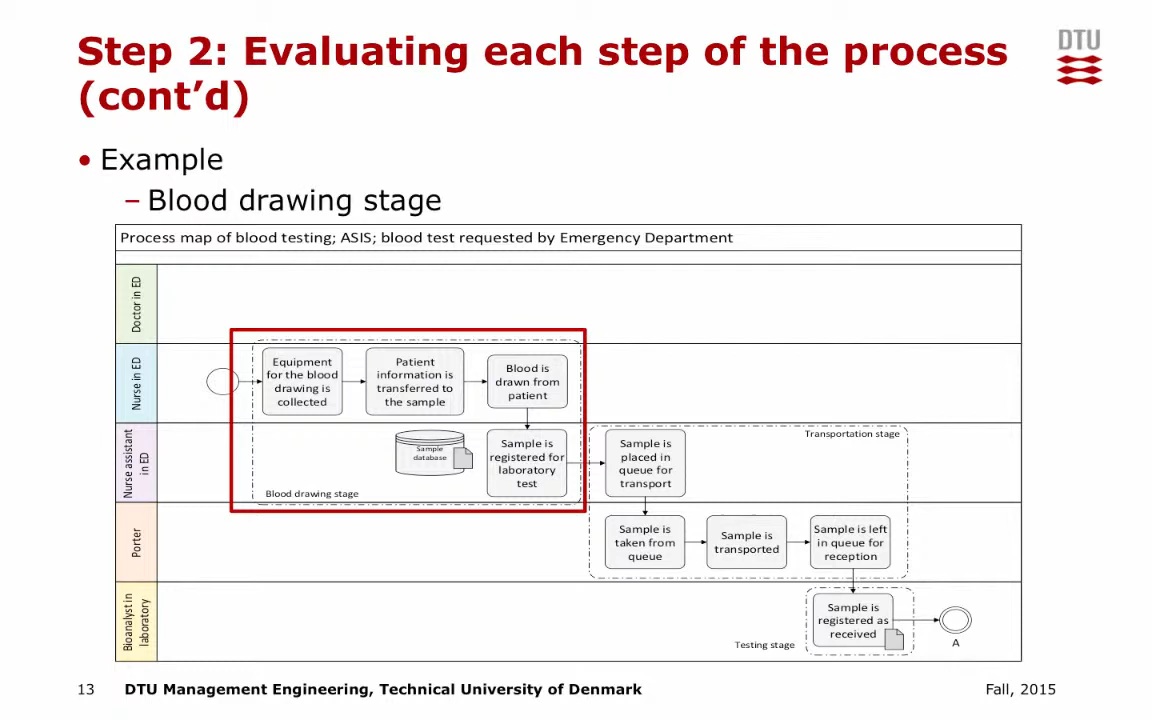 Step 2: Evaluating each step of the process
(cont’d)
DTU
• Example
– Blood drawing stage
Process map of blood testing; ASIS; blood test requested by Emergency Department
Doctor in ED
Nurse in ED
Equipment
for the blood
drawing is
collected
Patient
information is
transferred to
the sample
Blood is
drawn from
patient
Nurse assistant
in ED
Sample
database
Sample is
registered for
laboratory
test
Blood drawing stage
Sample is
placed in
queue for
transport
Transportation stage
Porter
Sample is
taken from
queue
Sample is
transported
Sample is left
in queue for
reception
Bioanalyst in
laboratory
Sample is
registered as
received
Testing stage
A
13
DTU Management Engineering, Technical University of Denmark
Fall, 2015